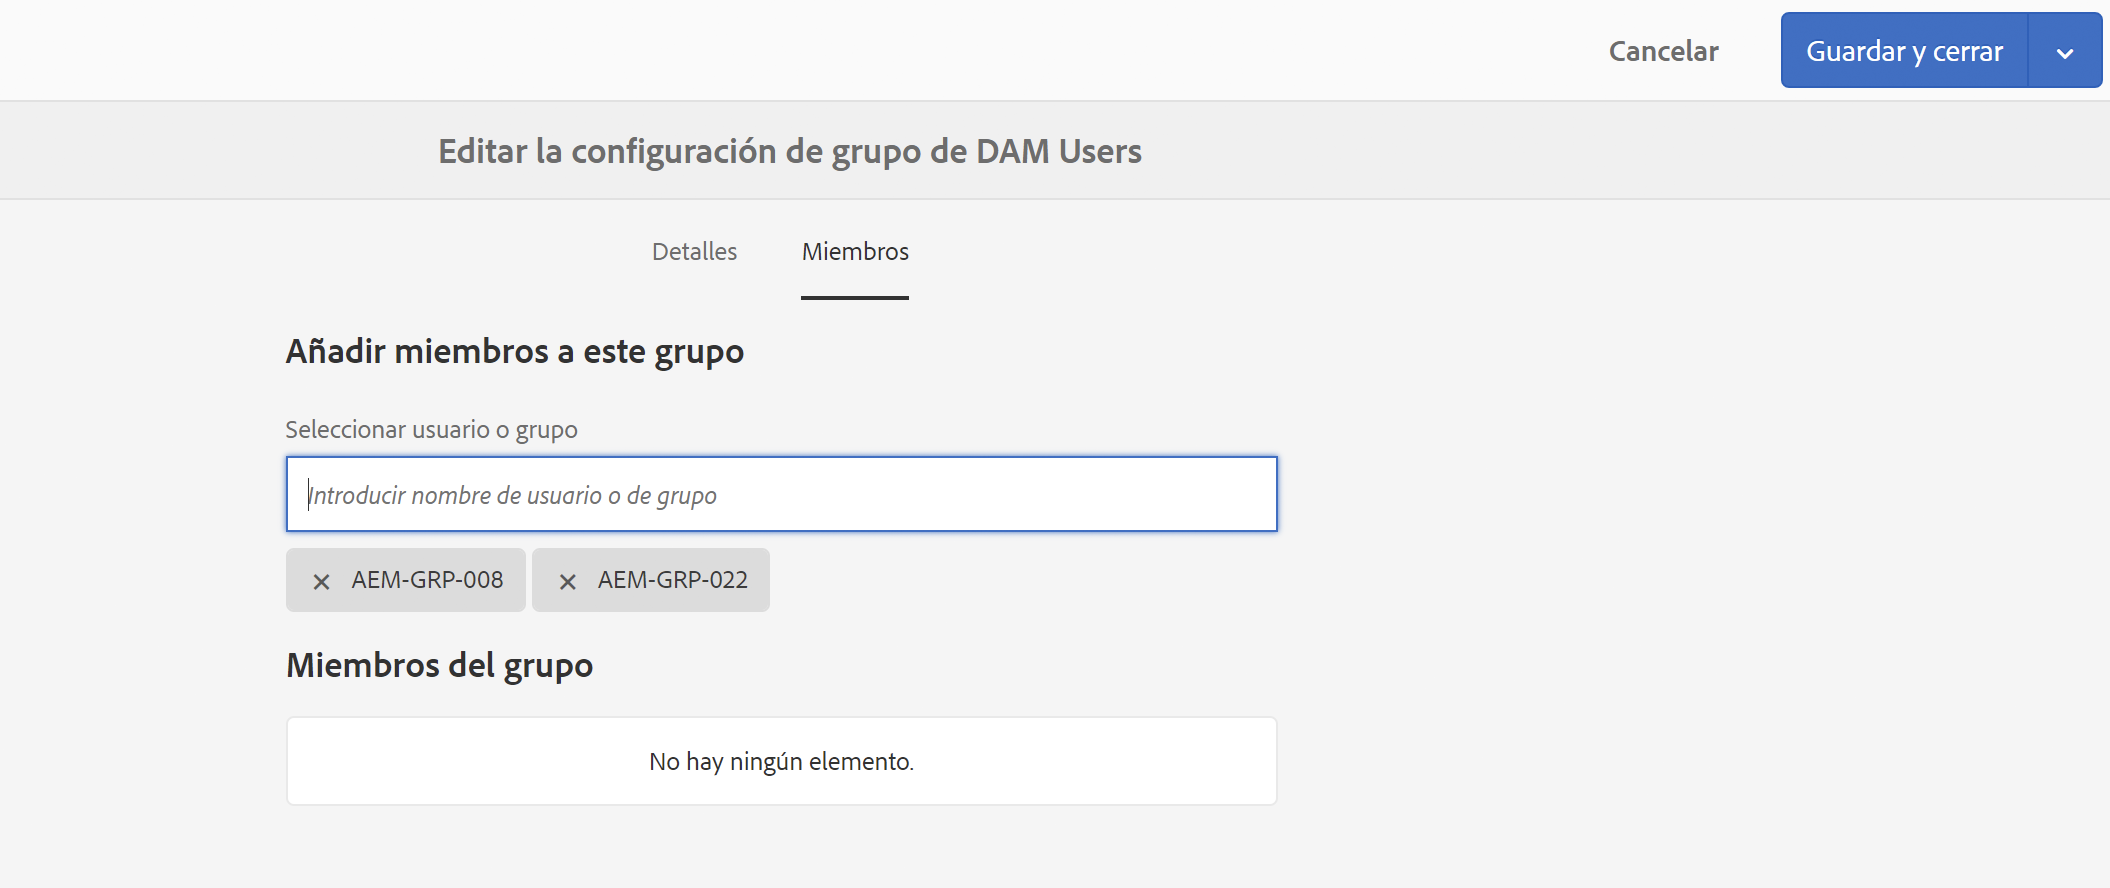 Cancelar
Guardar y cerrar
Editar la configuración de grupo de DAM Users
Detalles
Miembros
Añadir miembros a este grupo
Seleccionar usuario o grupo
Introducir nombre de usuario o de grupo
AEM-GRP-008
AEM-GRP-022
Miembros del grupo
No hay ningún elemento.